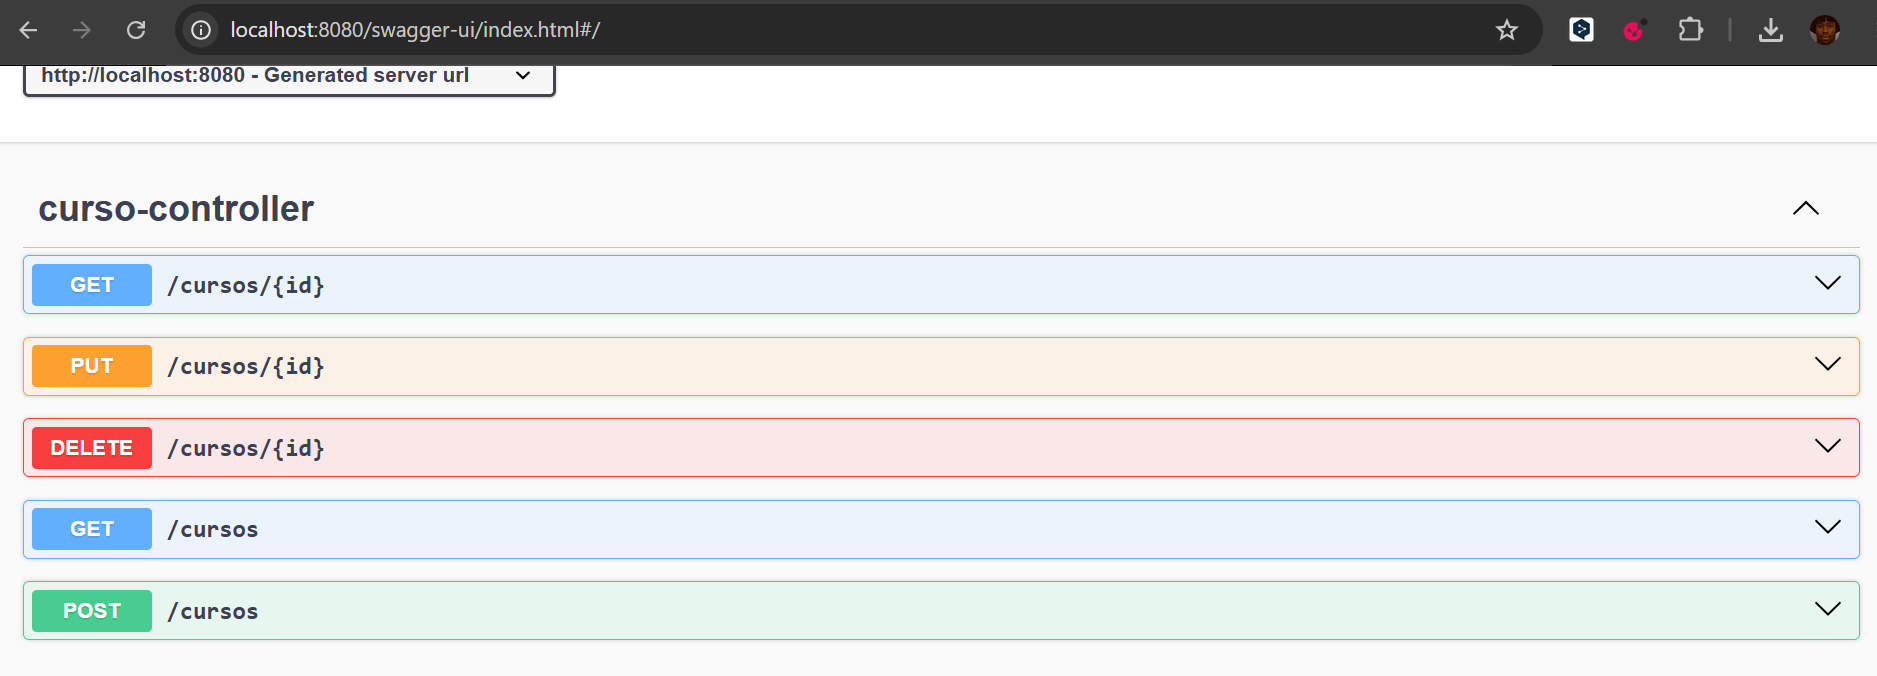 localhost:8080/swagger-ui/index.html#/
http://localhost:8080 - Generated server url
curso-controller
GET /cursos/{id}
PUT /cursos/{id}
DELETE /cursos/{id}
GET /cursos
POST /cursos